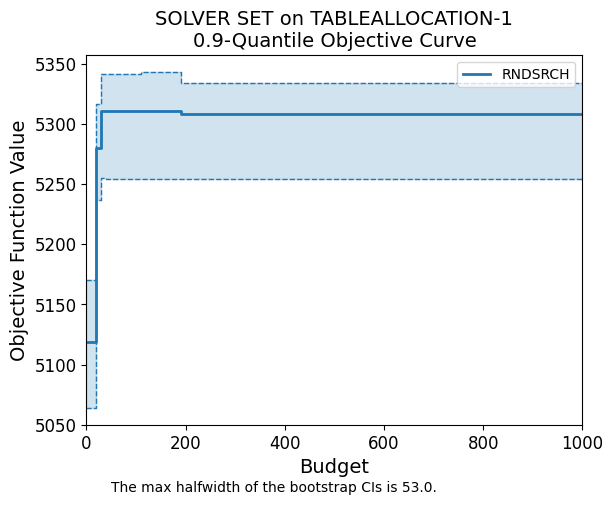 SOLVER SET on TABLEALLOCATION-1
0.9-Quantile Objective Curve
RNDSRCH
Objective Function Value
5350
5300
5250
5200
5150
5100
5050
0 200 400 600 800 1000
Budget
The max halfwidth of the bootstrap CIs is 53.0.